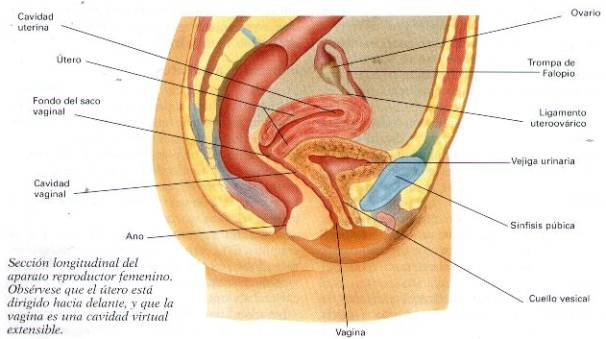 Cavidad
uterina
Útero
Fondo del saco
vaginal
Cavidad
vaginal
Ano
Sección longitudinal del
aparato reproductor femenino.
Obsérvese que el útero está
dirigido hacia delante, y que la
vagina es una cavidad virtual
extensible.
Ovario
Trompa de
Falopio
Ligamento
uteroovárico
Vejiga urinaria
Sínfisis púbica
Cuello vesical
Vagina